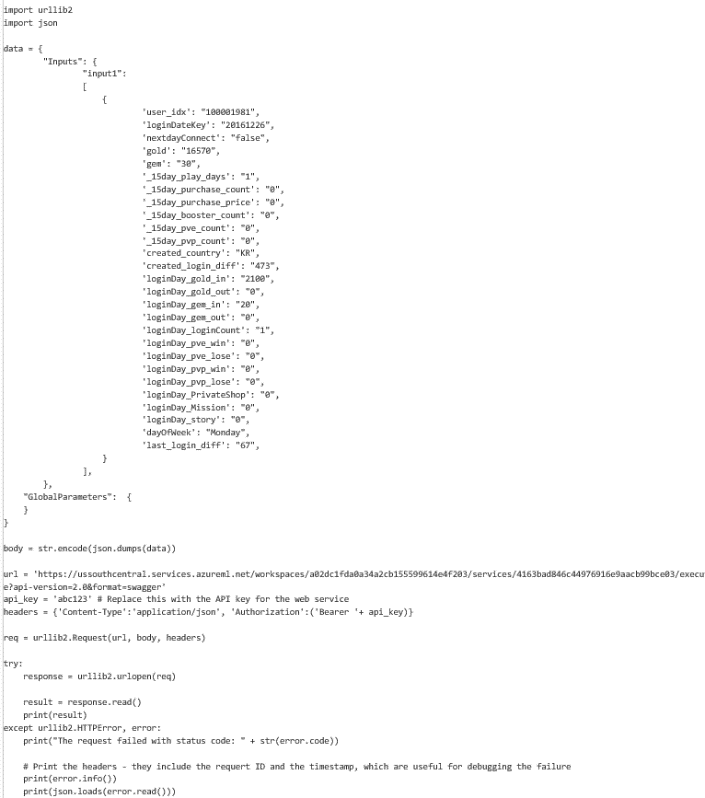 import urllib2
import json
data = {
"Inputs": {
"input1":
[
{
'user_idx': "100001981",
'loginDateKey': "20161226",
'nextdayConnect': "false",
'gold': "16570",
'gem': "30",
'_15day_play_days': "1",
'_15day_purchase_count': "0",
'_15day_purchase_price': "0",
'_15day_booster_count': "0",
'_15day_pve_count': "0",
'_15day_pvp_count': "0",
'created_country': "KR",
'created_login_diff': "473",
'loginDay_gold_in': "2100",
'loginDay_gold_out': "0",
'loginDay_gem_in': "20",
'loginDay_gem_out': "0",
'loginDay_loginCount': "1",
'loginDay_pve_win': "0",
'loginDay_pve_lose': "0",
'loginDay_pvp_win': "0",
'loginDay_pvp_lose': "0",
'loginDay_PrivateShop': "0",
'loginDay_Mission': "0",
'loginDay_story': "0",
'dayOfWeek': "Monday",
'last_login_diff': "67",
}
],
},
"GlobalParameters": {
}
}
body = str.encode(json.dumps(data))
url = 'https://ussouthcentral.services.azureml.net/workspaces/a02dc1fda0a34a2cb155599614e4f203/services/4163bad846c44976916e9aacb99bce03/execut
e?api-version=2.0&format=swagger'
api_key = 'abc123' # Replace this with the API key for the web service
headers = {'Content-Type':'application/json', 'Authorization':('Bearer '+ api_key)}
req = urllib2.Request(url, body, headers)
try:
response = urllib2.urlopen(req)
result = response.read()
print(result)
except urllib2.HTTPError, error:
print("The request failed with status code: " + str(error.code))
# Print the headers - they include the requert ID and the timestamp, which are useful for debugging the failure
print(error.info())
print(json.loads(error.read()))